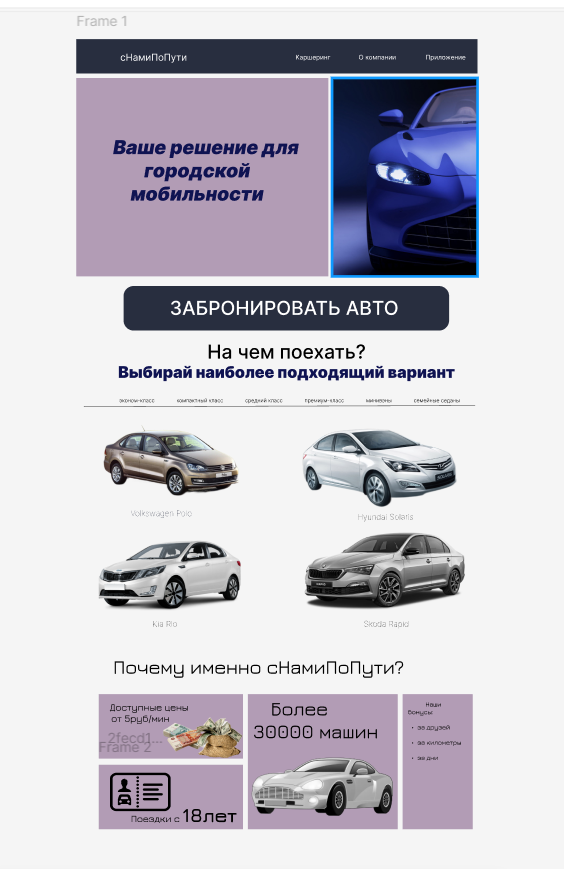 Frame 1
сНамиПоПути
Каршеринг О компании Приложение
Ваше решение для
городской
мобильности
ЗАБРОНИРОВАТЬ АВТО
На чем поехать?
Выбирай наиболее подходящий вариант
эконом-класс компактный класс средний класс премиум-класс минивэны семейные седаны
Volkswagen Polo
Hyundai Solaris
Kia Rio
Skoda Rapid
Почему именно сНамиПоПути?
Доступные цены
от 5руб/мин
2fecd1...
Frame 2
Поездки с 18лет
Более
30000 машин
Наши
бонусы:
• за друзей
• за километры
• за дни